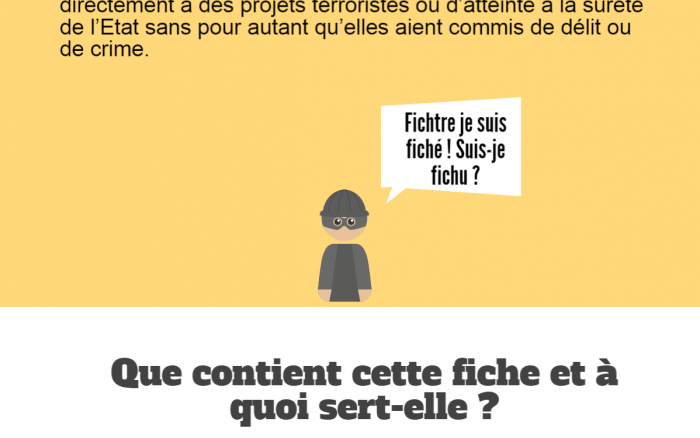 directement à des projets terroristes ou d'atteinte à la sûreté
de l'Etat sans pour autant qu'elles aient commis de délit ou
de crime.
Fichtre je suis
fiché ! Suis-je
fichu ?
Que contient cette fiche et à
quoi sert-elle ?